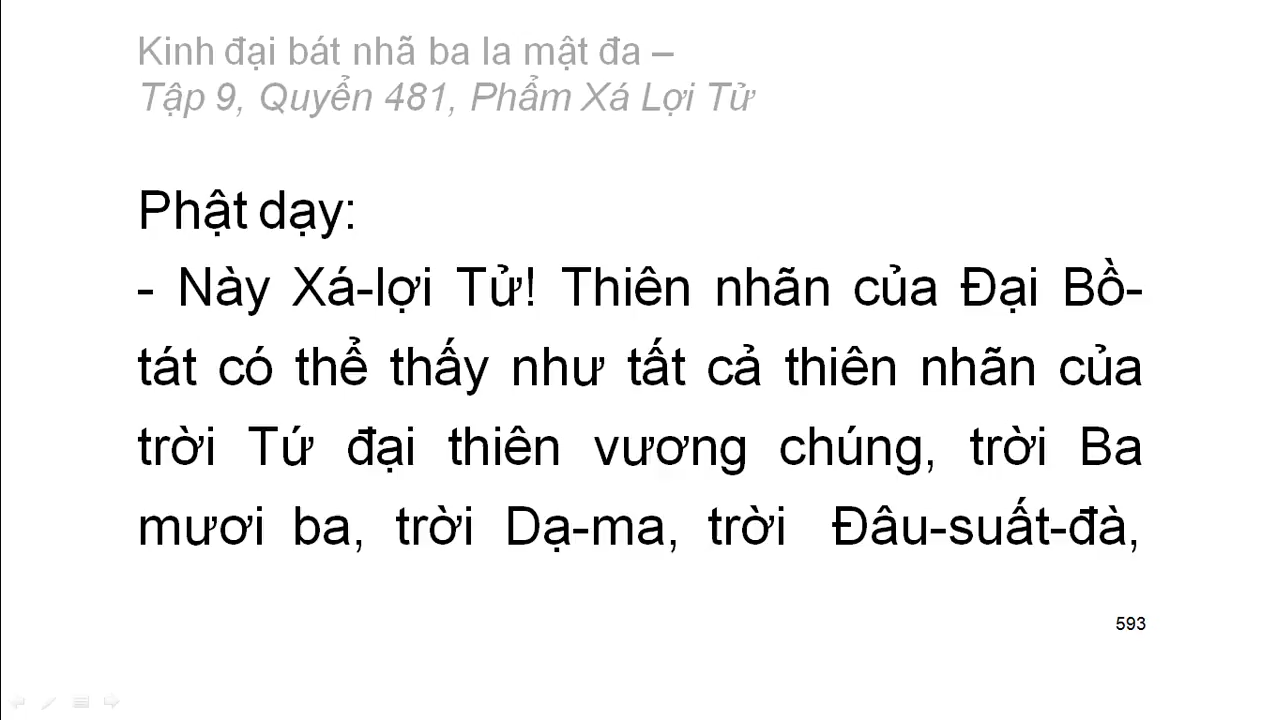 Kinh đại bát nhã ba la mật đa –
Tập 9, Quyển 481, Phẩm Xá Lợi Tử
Phật dạy:
- Này Xá-lợi Tử! Thiên nhãn của Đại Bồ-
tát có thể thấy như tất cả thiên nhãn của
trời Tứ đại thiên vương chúng, trời Ba
mươi ba, trời Dạ-ma, trời Đâu-suất-đà,
593